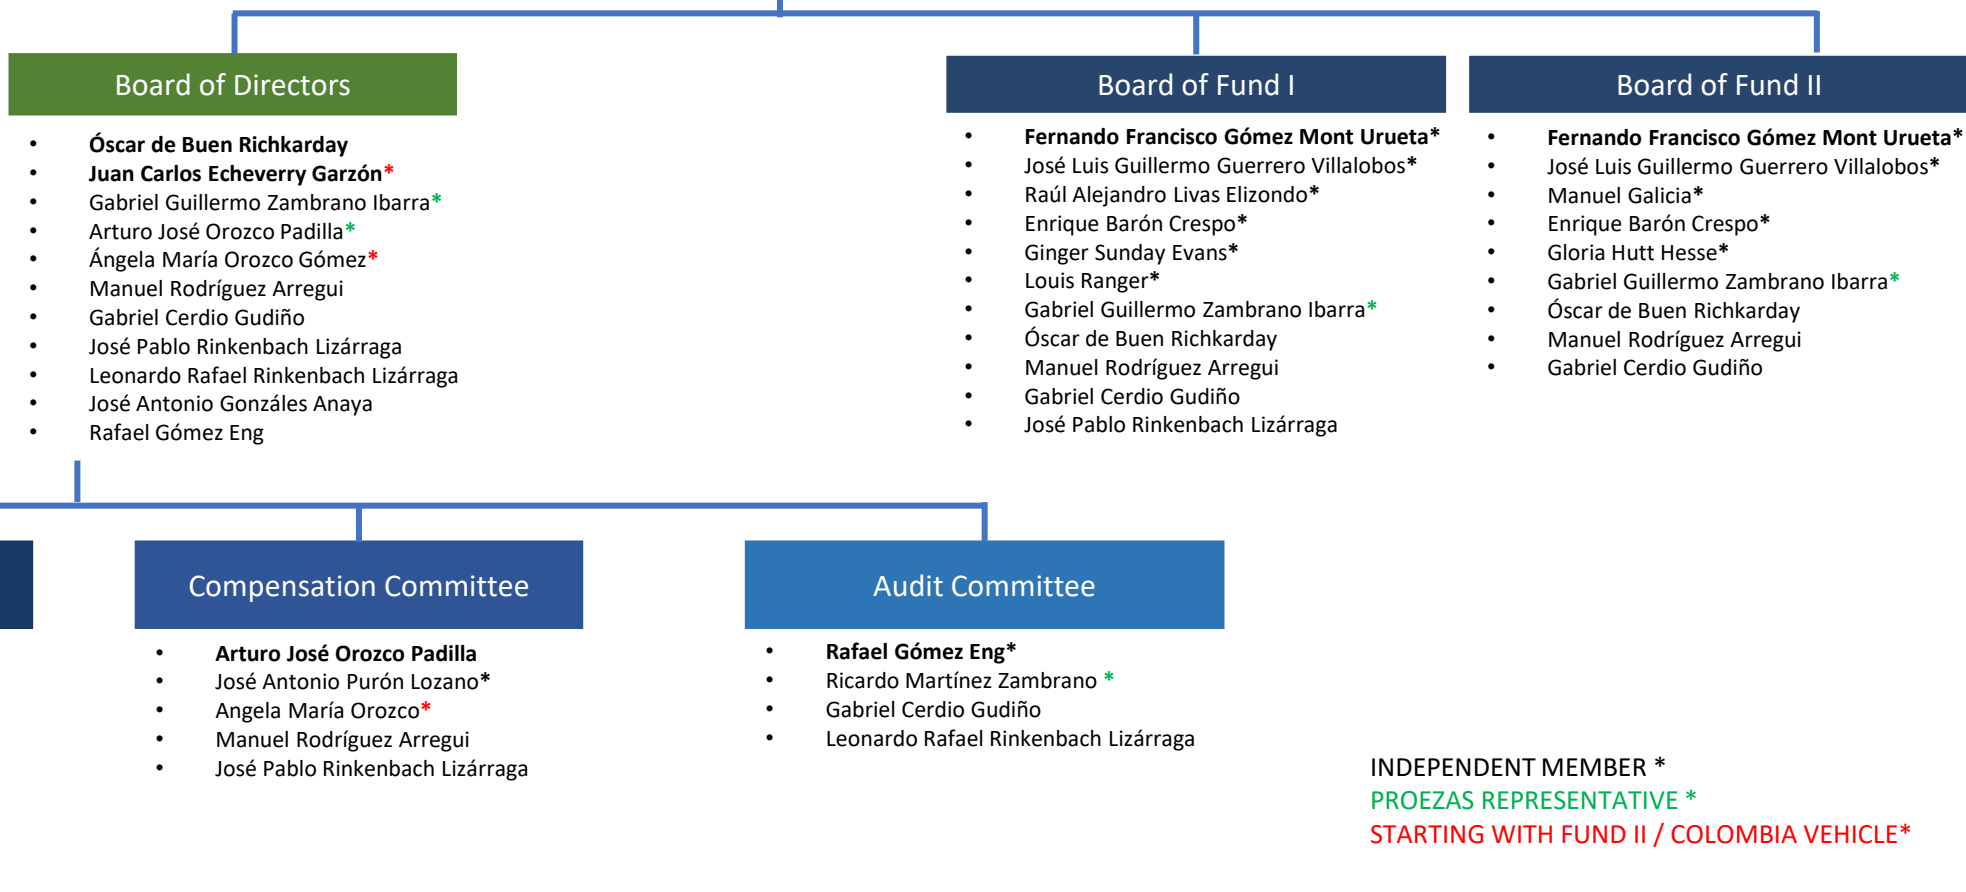 Board of Directors
• Óscar de Buen Richkarday
• Juan Carlos Echeverry Garzón*
• Gabriel Guillermo Zambrano Ibarra*
• Arturo José Orozco Padilla*
• Ángela María Orozco Gómez*
• Manuel Rodríguez Arregui
• Gabriel Cerdio Gudiño
• José Pablo Rinkenbach Lizárraga
• Leonardo Rafael Rinkenbach Lizárraga
• José Antonio Gonzáles Anaya
• Rafael Gómez Eng
Board of Fund I
• Fernando Francisco Gómez Mont Urueta*
• José Luis Guillermo Guerrero Villalobos*
• Raúl Alejandro Livas Elizondo*
• Enrique Barón Crespo*
• Ginger Sunday Evans*
• Louis Ranger*
• Gabriel Guillermo Zambrano Ibarra*
• Óscar de Buen Richkarday
• Manuel Rodríguez Arregui
• Gabriel Cerdio Gudiño
• José Pablo Rinkenbach Lizárraga
Board of Fund II
• Fernando Francisco Gómez Mont Urueta*
• José Luis Guillermo Guerrero Villalobos*
• Manuel Galicia*
• Enrique Barón Crespo*
• Gloria Hutt Hesse*
• Gabriel Guillermo Zambrano Ibarra*
• Óscar de Buen Richkarday
• Manuel Rodríguez Arregui
• Gabriel Cerdio Gudiño
Compensation Committee
• Arturo José Orozco Padilla
• José Antonio Purón Lozano*
• Angela María Orozco*
• Manuel Rodríguez Arregui
• José Pablo Rinkenbach Lizárraga
Audit Committee
• Rafael Gómez Eng*
• Ricardo Martínez Zambrano *
• Gabriel Cerdio Gudiño
• Leonardo Rafael Rinkenbach Lizárraga
INDEPENDENT MEMBER *
PROEZAS REPRESENTATIVE *
STARTING WITH FUND II / COLOMBIA VEHICLE*